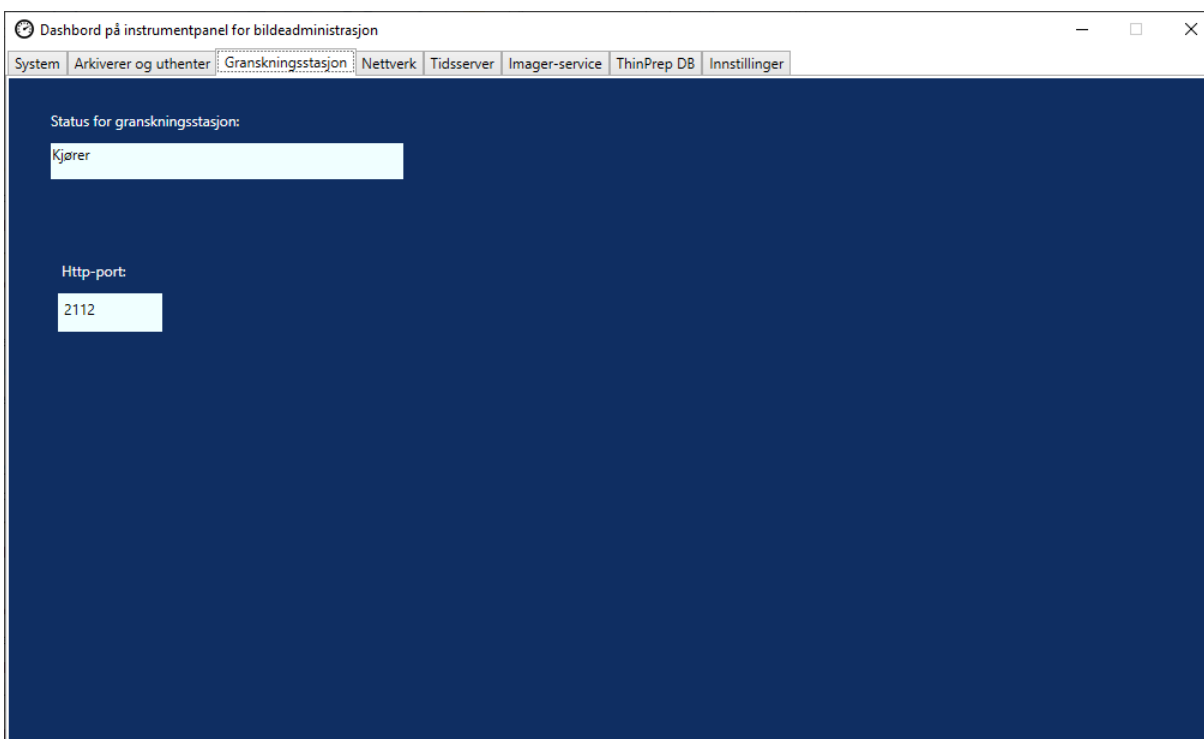 Dashbord på instrumentpanel for bildeadministrasjon
System Arkiverer og uthenter Granskningsstasjon Nettverk Tidsserver Imager-service ThinPrep DB Innstillinger
Status for granskningsstasjon:
Kjører
Http-port:
2112